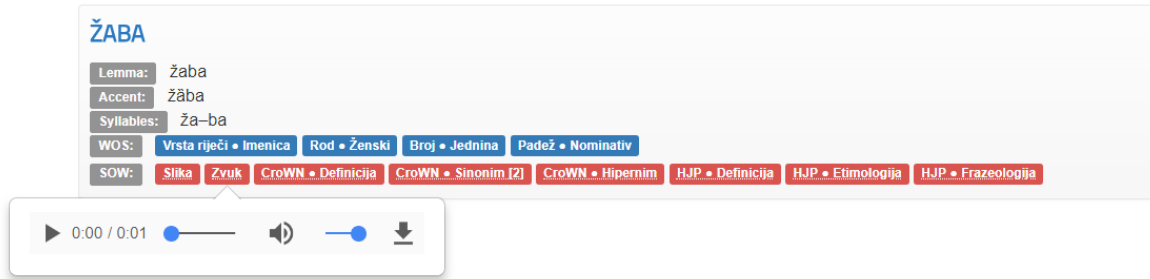 ŽABA
Lemma: žaba
Accent: žȁba
Syllables: ža–ba
WOS: Vrsta riječi • Imenica Rod • Ženski Broj • Jednina Padež • Nominativ
SOW: Slika Zvuk CroWN • Definicija CroWN • Sinonim [2] CroWN • Hipernim HJP • Definicija HJP • Etimologija HJP • Frazeologija
0:00 / 0:01